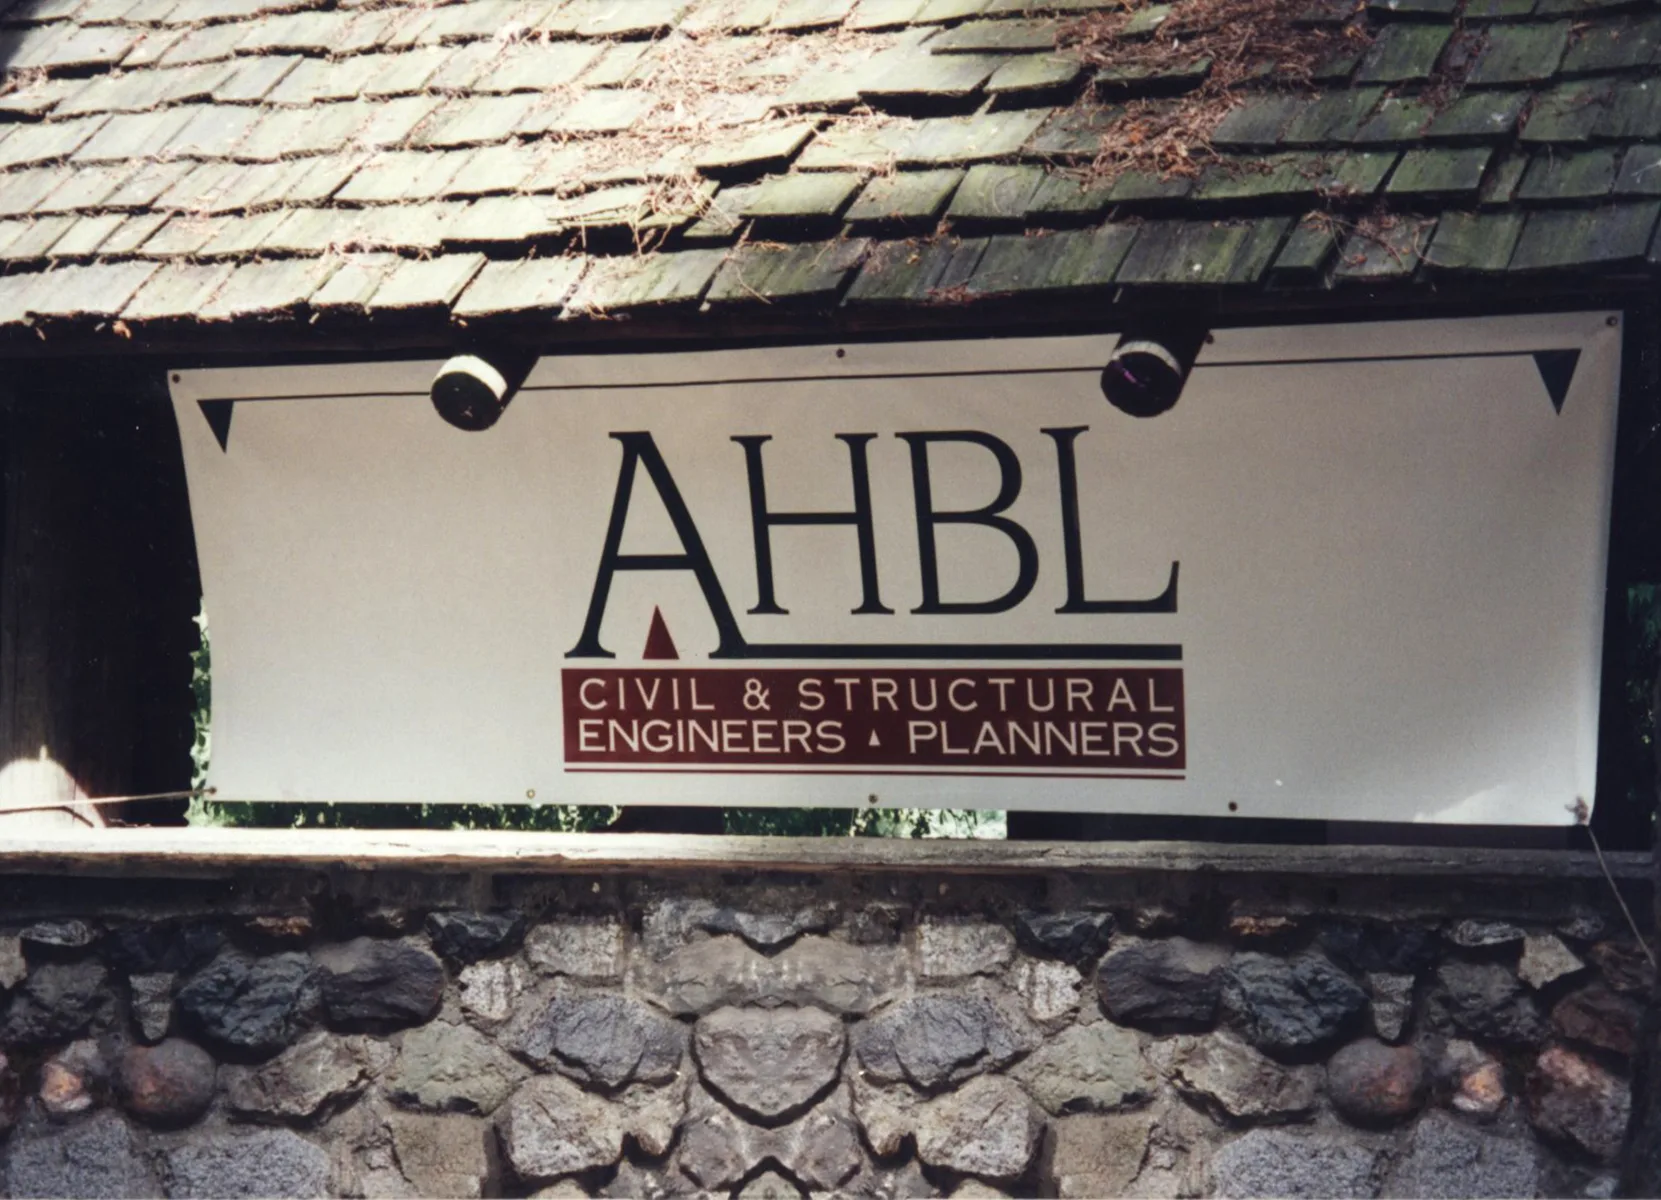 AHBL
CIVIL & STRUCTURAL
ENGINEERS ▲ PLANNERS